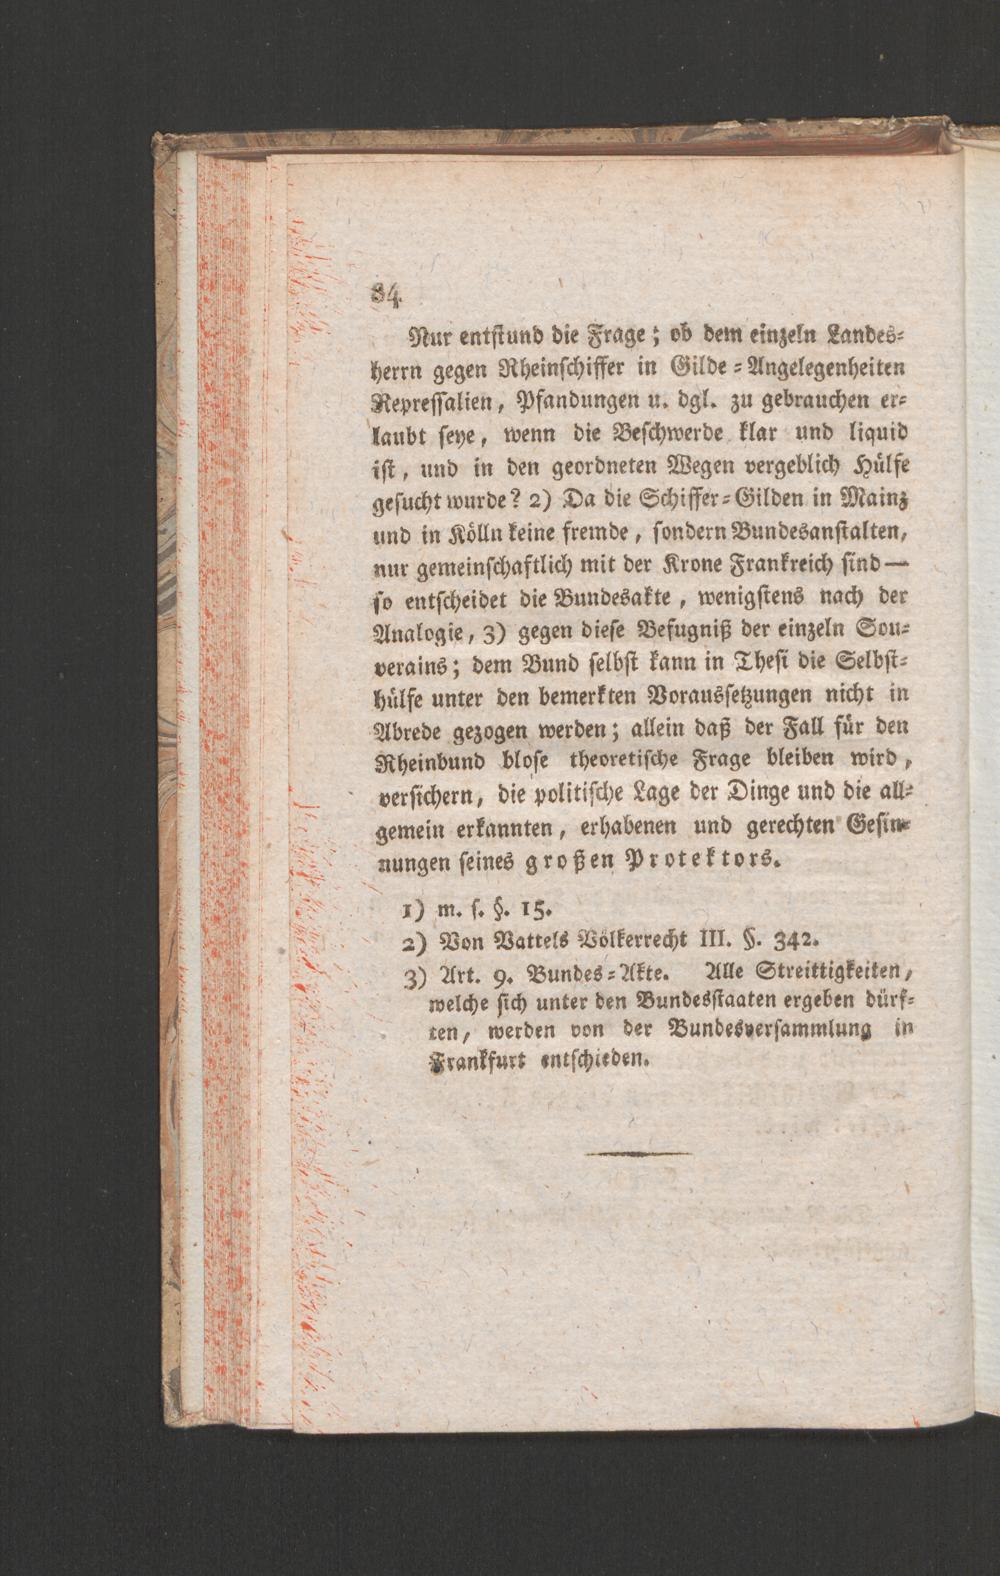 84
Nur entstund die Frage; ob dem einzeln Landes-
herrn gegen Rheinschiffer in Gilde-Angelegenheiten
Repressalien, Pfandungen u. dgl. zu gebrauchen er-
laubt seye, wenn die Beschwerde klar und liquid
ist, und in den geordneten Wegen vergeblich Hülfe
gesucht wurde? 2) Da die Schiffer-Gilden in Mainz
und in Kölln keine fremde, sondern Bundesanstalten,
nur gemeinschaftlich mit der Krone Frankreich sind —
so entscheidet die Bundesakte, wenigstens nach der
Analogie, 3) gegen diese Befugniß der einzeln Sou-
verains; dem Bund selbst kann in Thesi die Selbst-
hülfe unter den bemerkten Voraussetzungen nicht in
Abrede gezogen werden; allein daß der Fall für den
Rheinbund blose theoretische Frage bleiben wird,
versichern, die politische Lage der Dinge und die all-
gemein erkannten, erhabenen und gerechten Gesin-
nungen seines großen Protektors.
1) m. s. §. 15.
2) Von Vattels Völkerrecht III. §. 342.
3) Art. 9. Bundes-Akte. Alle Streittigkeiten,
welche sich unter den Bundesstaaten ergeben dürf-
ten, werden von der Bundesversammlung in
Frankfurt entschieden.